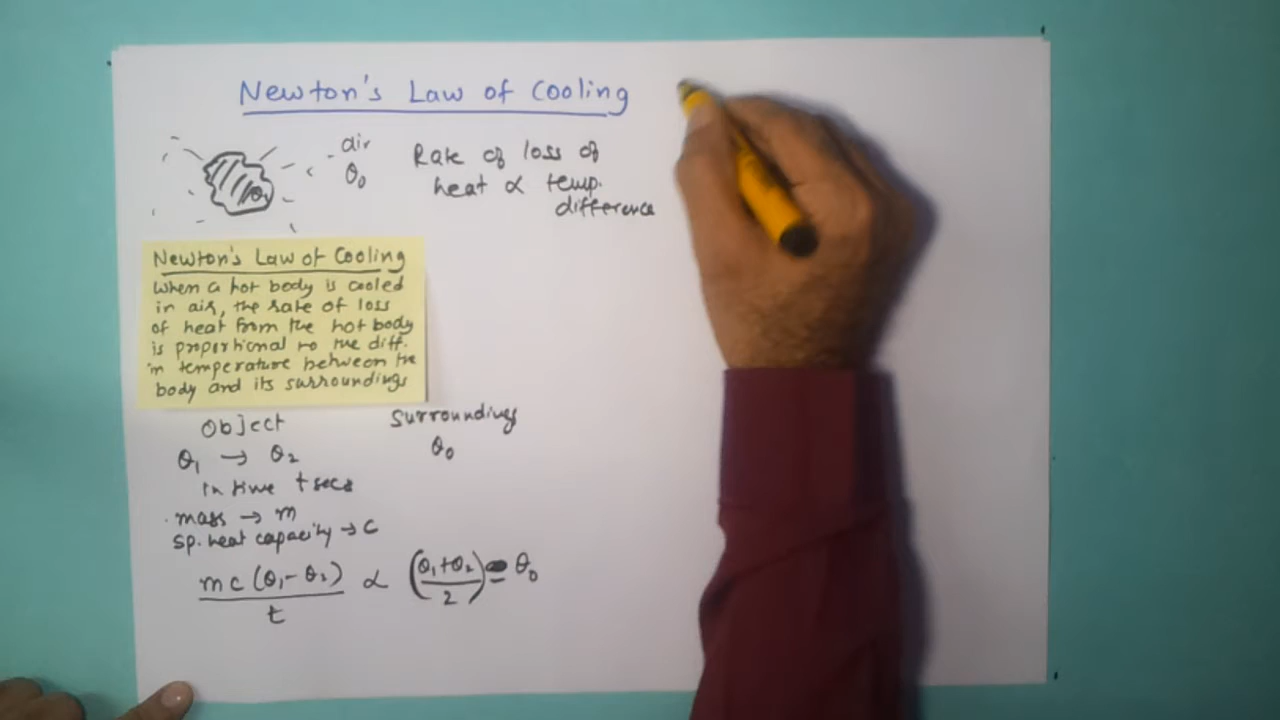 Newton's Law of Cooling
air
θ₀
θ₁
Rate of loss of
heat ∝ temp.
difference
Newton's Law of Cooling
When a hot body is cooled
in air, the rate of loss
of heat from the hot body
is proportional to the diff.
in temperature between the
body and its surroundings
Object
θ₁ → θ₂
in time t secs
mass → m
sp. heat capacity → c
Surroundings
θ₀
mc(θ₁-θ₂)/t ∝ ((θ₁+θ₂)/2) - θ₀